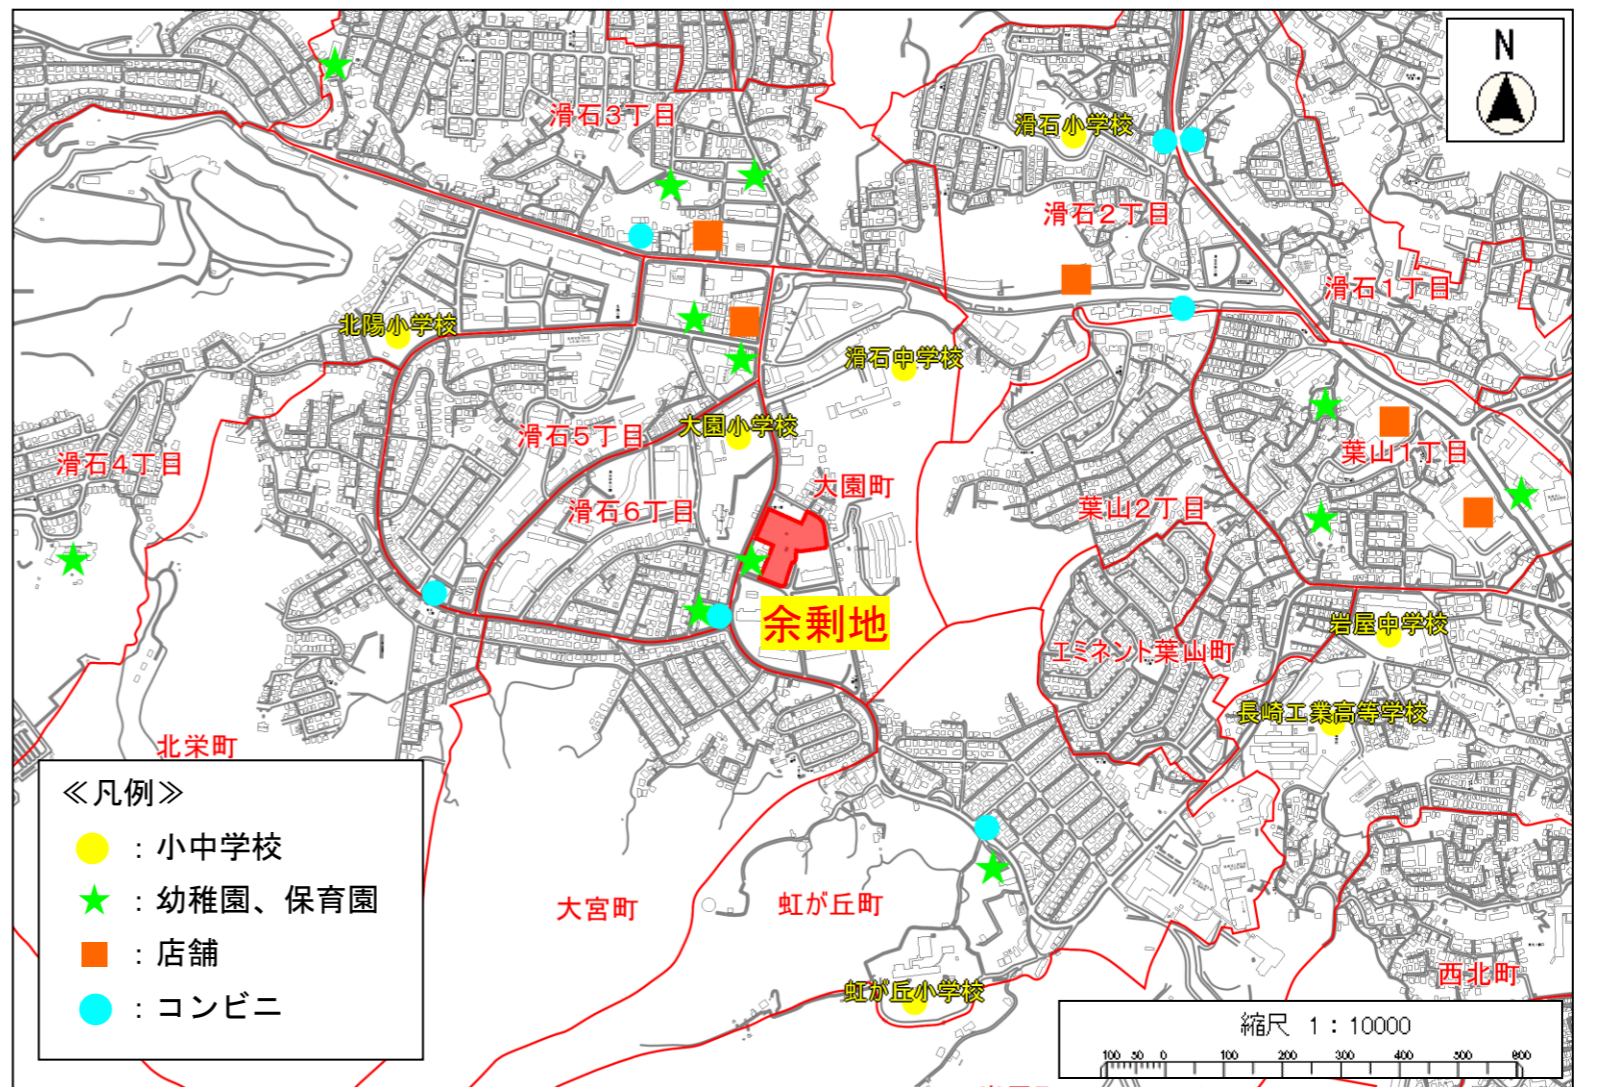 N
滑石3丁目
滑石小学校
滑石2丁目
滑石1丁目
北陽小学校
滑石中学校
大園小学校
滑石5丁目
滑石4丁目
葉山1丁目
大園町
滑石6丁目
葉山2丁目
余剰地
岩屋中学校
エミネント葉山町
長崎工業高等学校
北栄町
≪凡例≫
：小中学校
：幼稚園、保育園
：店舗
：コンビニ
大宮町
虹が丘町
西北町
虹が丘小学校
縮尺 1：10000
100 50 0 100 200 300 400 500 600